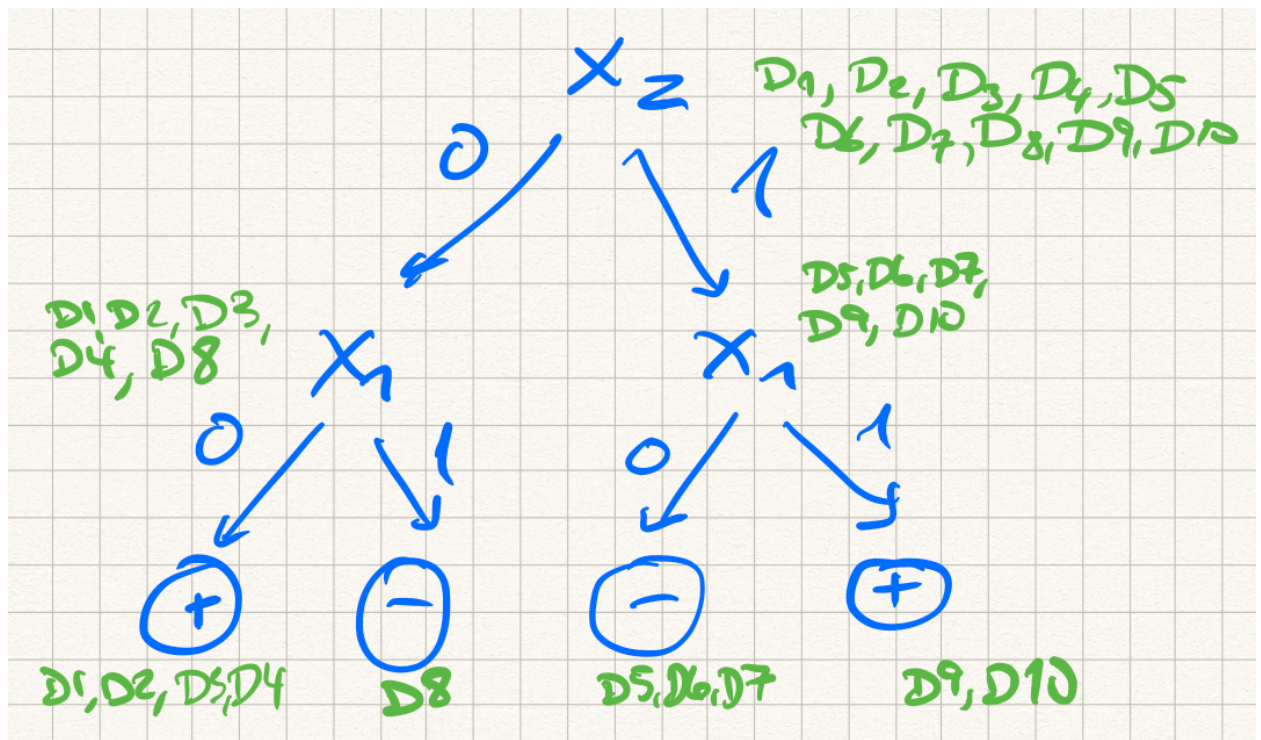 X2
D1, D2, D3, D4, D5
D6, D7, D8, D9, D10
0
1
D1, D2, D3,
D4, D8
X1
D5, D6, D7,
D9, D10
X1
0
1
0
1
+
−
−
+
D1, D2, D3, D4
D8
D5, D6, D7
D9, D10